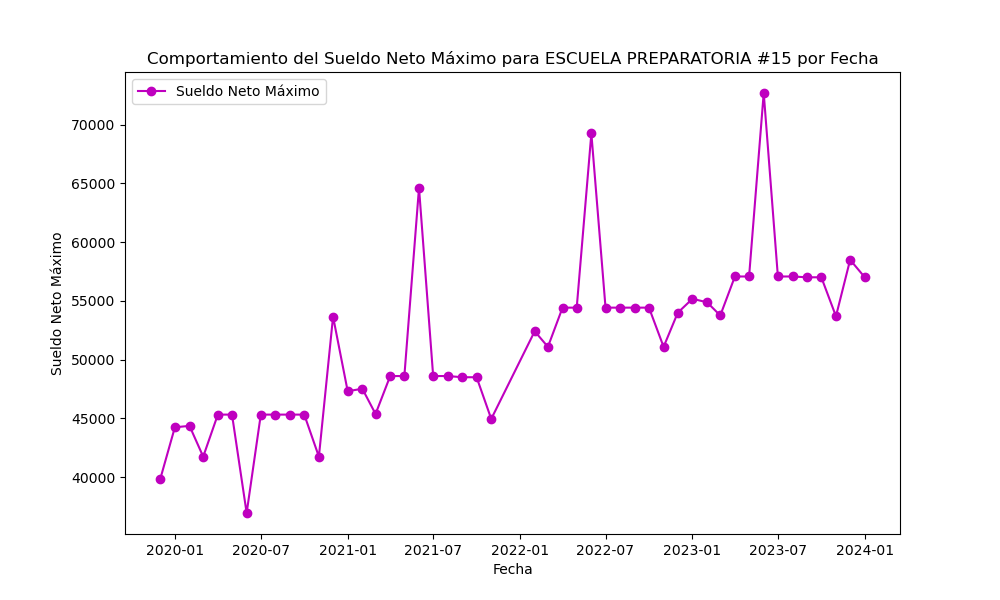 Comportamiento del Sueldo Neto Máximo para ESCUELA PREPARATORIA #15 por Fecha
Sueldo Neto Máximo
70000
65000
60000
55000
50000
45000
40000
Sueldo Neto Máximo
2020-01 2020-07 2021-01 2021-07 2022-01 2022-07 2023-01 2023-07 2024-01
Fecha